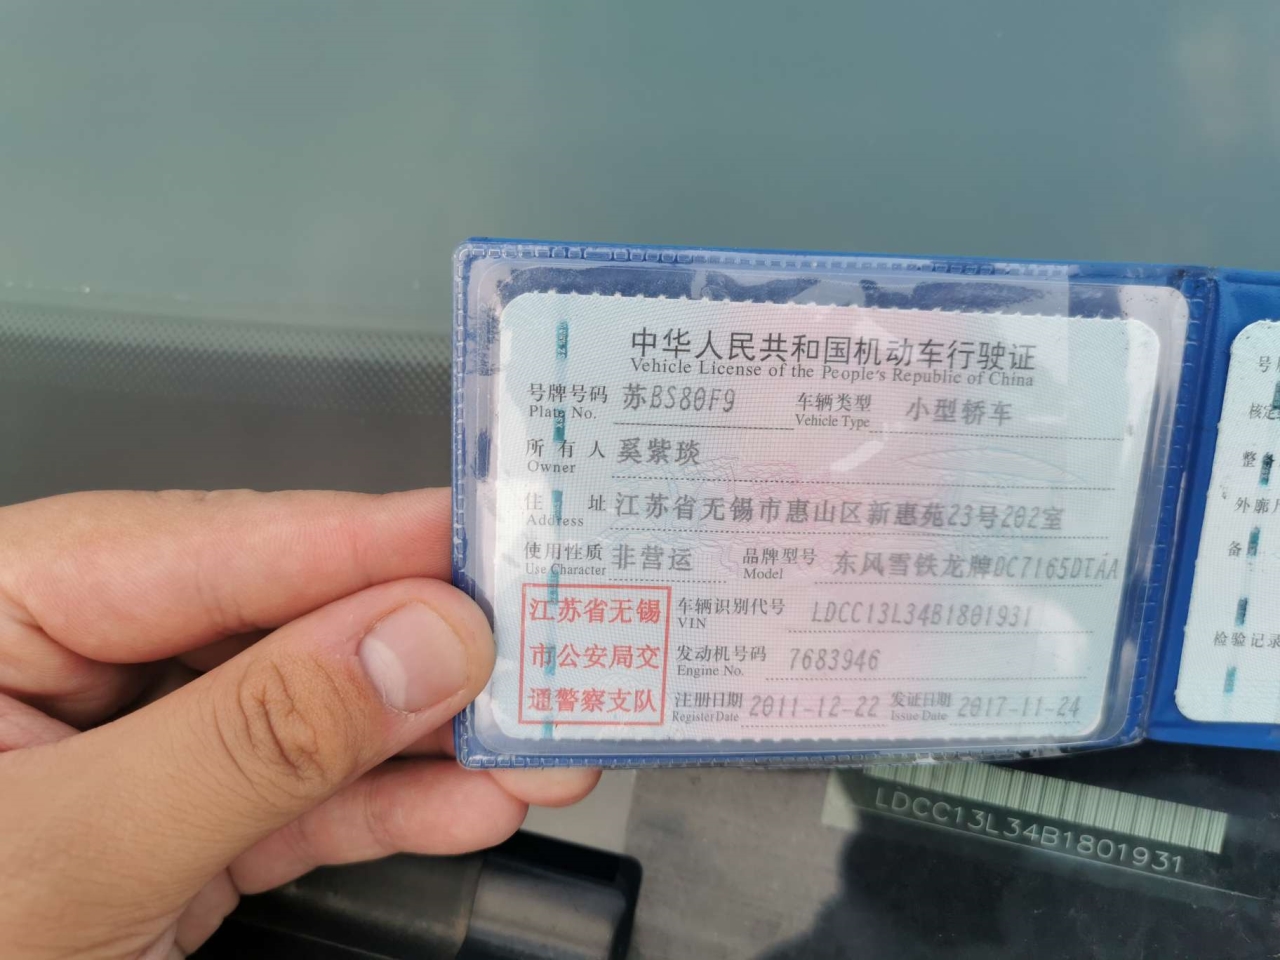 中华人民共和国机动车行驶证
Vehicle License of the People's Republic of China
号牌号码 苏BS80F9 车辆类型 小型轿车
Plate No. Vehicle Type
所有人 奚紫琰
Owner
住址 江苏省无锡市惠山区新惠苑23号202室
Address
使用性质 非营运 品牌型号 东风雪铁龙牌DC7165DTAA
Use Character Model
江苏省无锡
市公安局交
通警察支队
车辆识别代号 LDCC13L34B1801931
VIN
发动机号码 7683946
Engine No.
注册日期 2011-12-22 发证日期 2017-11-24
Register Date Issue Date
号
核定
整备
外廓
备
检验记录
LDCC13L34B1801931